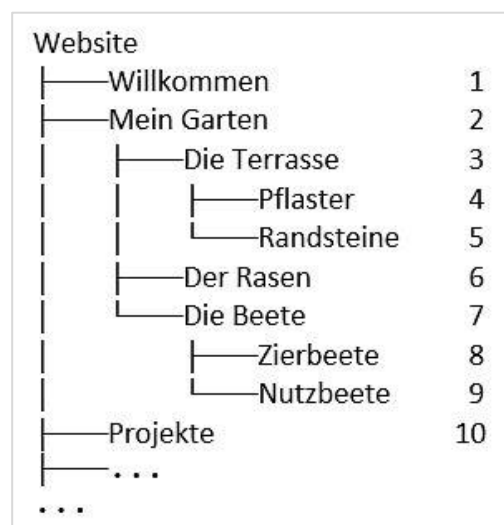 Website
Willkommen 1
Mein Garten 2
Die Terrasse 3
Pflaster 4
Randsteine 5
Der Rasen 6
Die Beete 7
Zierbeete 8
Nutzbeete 9
Projekte 10
...
...